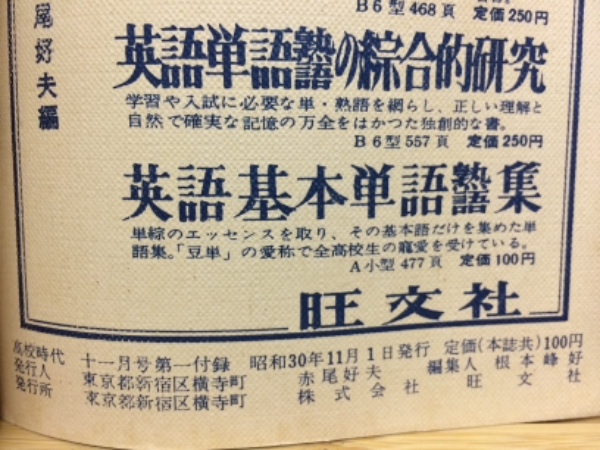 B6型468頁 定価250円
尾好夫編
英語単語熟語の綜合的研究
学習や入試に必要な単・熟語を網らし、正しい理解と
自然で確実な記憶の万全をはかつた独創的な書。
B6型557頁 定価250円
英語基本単語熟語集
単綜のエッセンスを取り、その基本語だけを集めた単
語集。「豆単」の愛称で全高校生の寵愛を受けている。
A小型477頁 定価100円
旺文社
高校時代 十一月号第一付録 昭和30年11月1日発行 定価(本誌共)100円
発行人 東京都新宿区横寺町 赤尾好夫 編集人 根本峰好
発行所 東京都新宿区横寺町 株式会社 旺文社